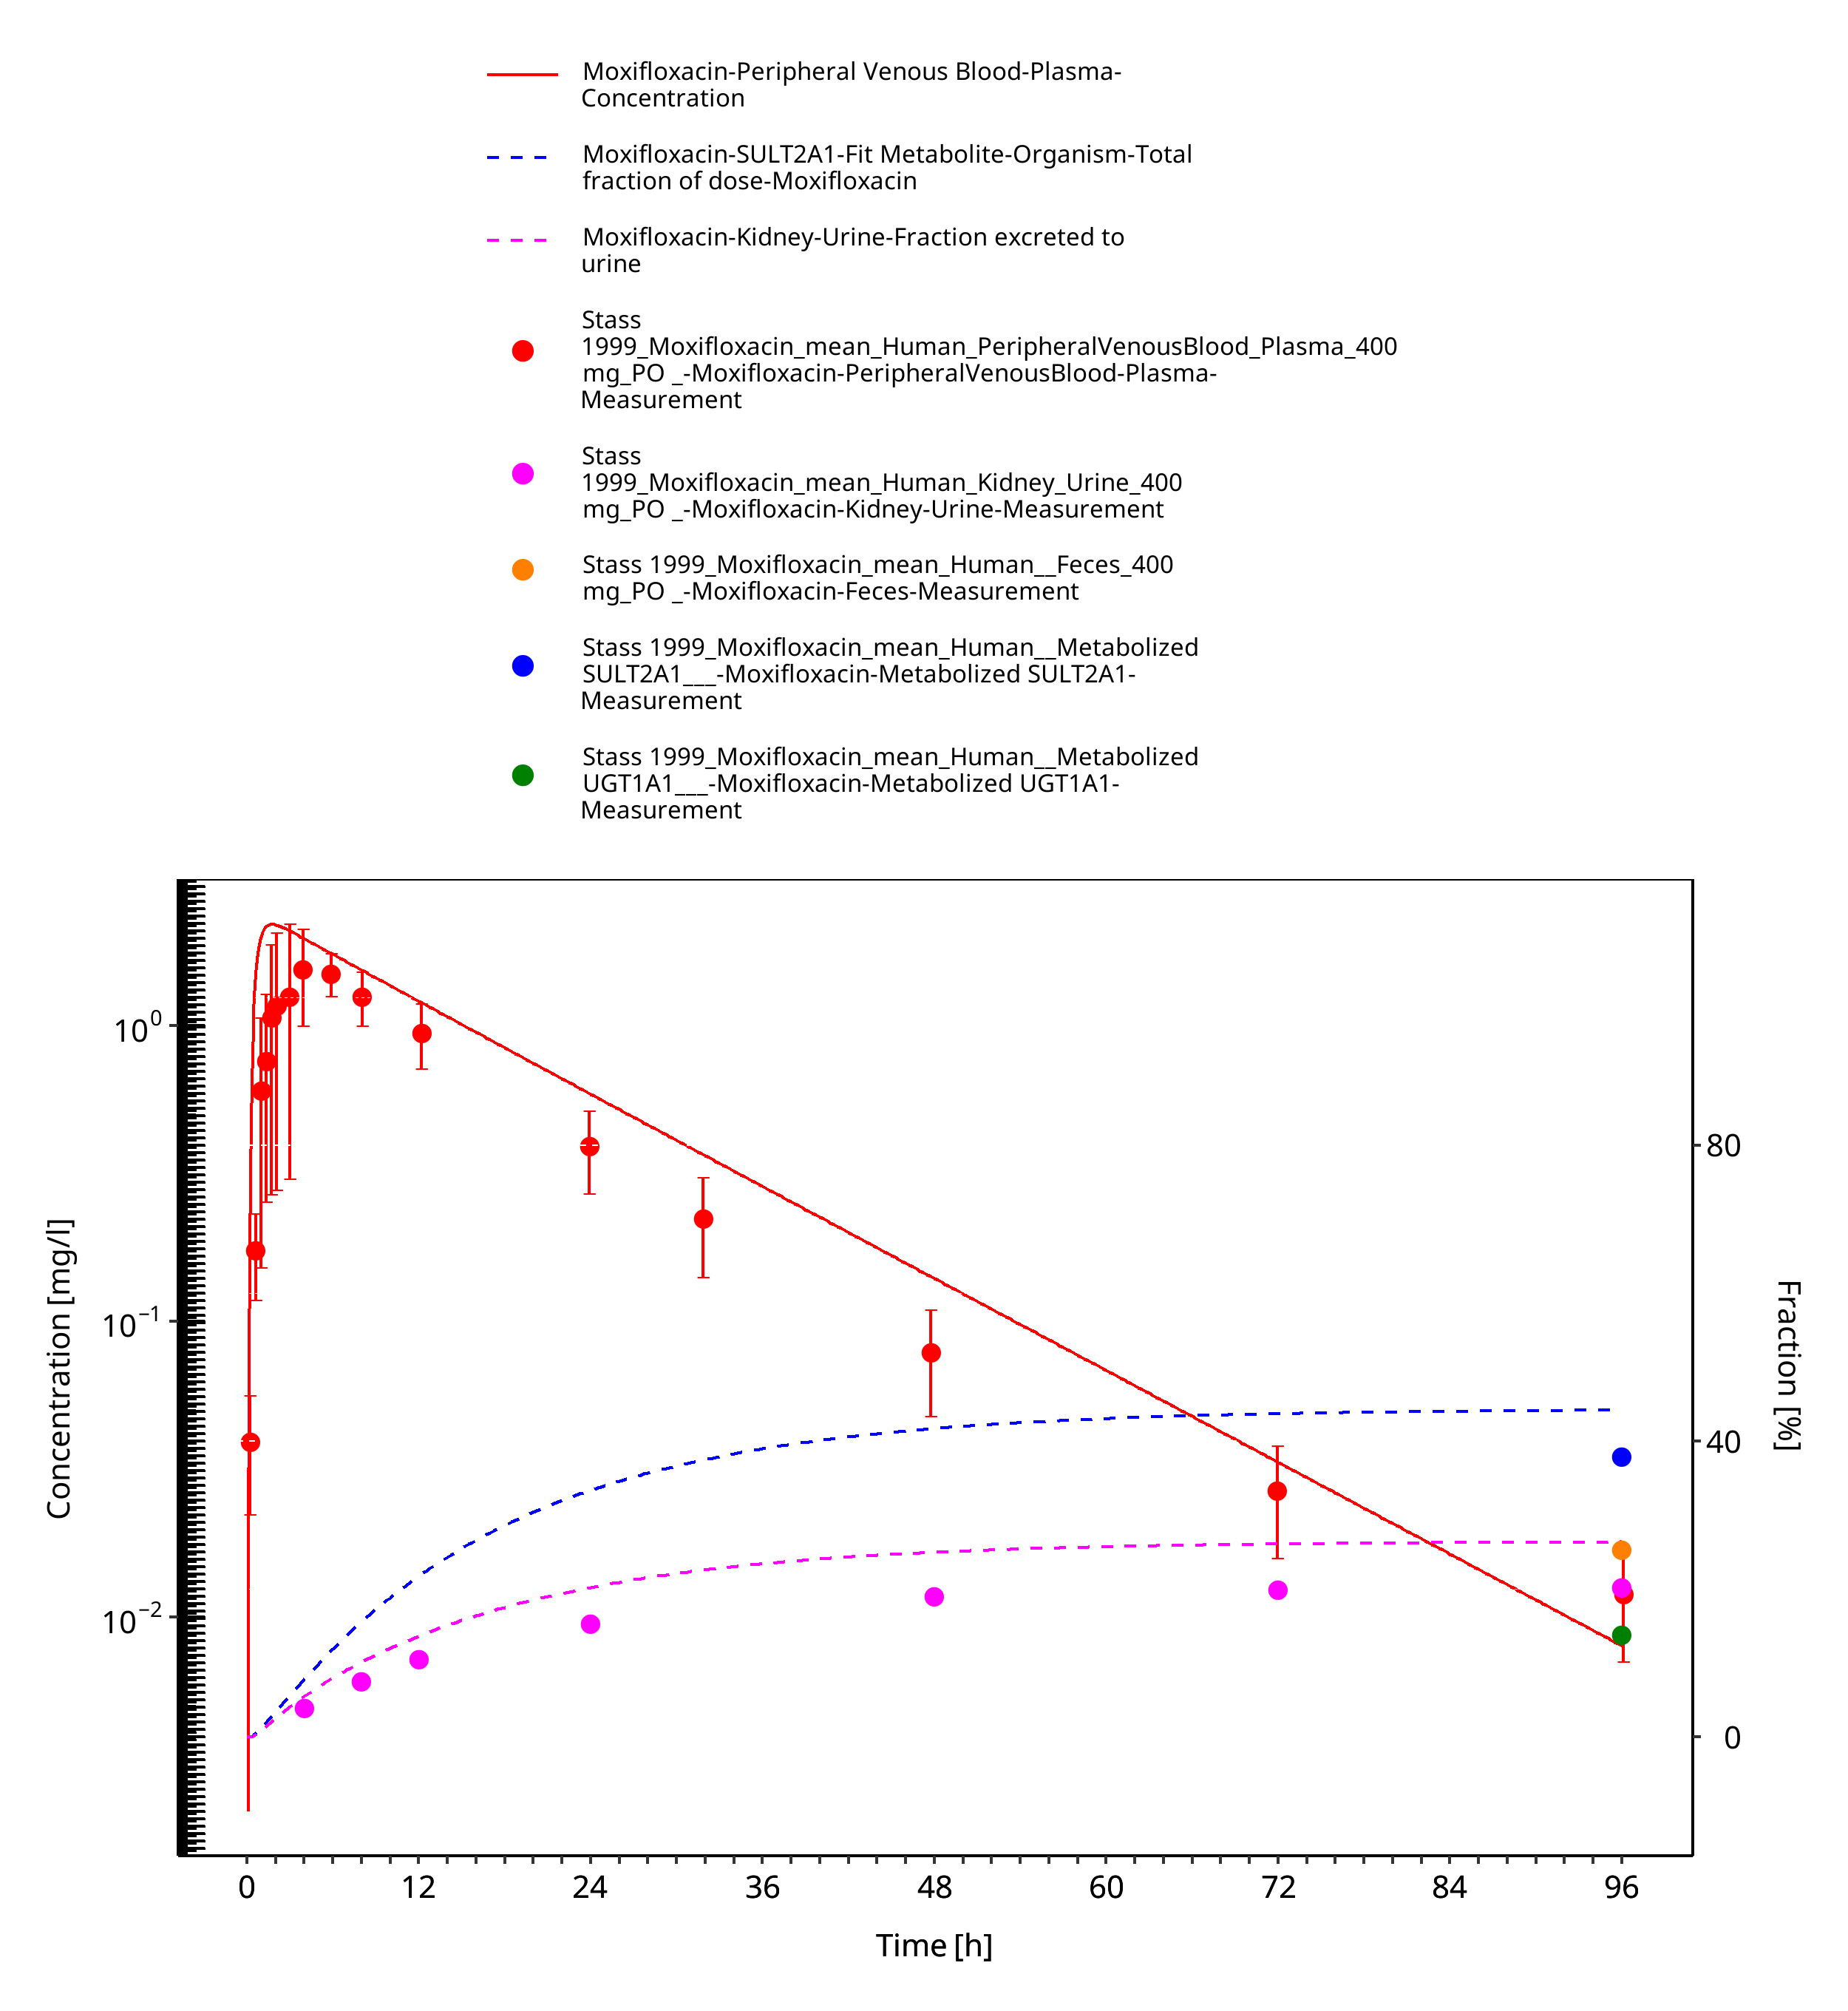 Moxifloxacin-Peripheral Venous Blood-Plasma-
Concentration
Moxifloxacin-SULT2A1-Fit Metabolite-Organism-Total
fraction of dose-Moxifloxacin
Moxifloxacin-Kidney-Urine-Fraction excreted to
urine
Stass
1999_Moxifloxacin_mean_Human_PeripheralVenousBlood_Plasma_400
mg_PO _-Moxifloxacin-PeripheralVenousBlood-Plasma-
Measurement
Stass
1999_Moxifloxacin_mean_Human_Kidney_Urine_400
mg_PO _-Moxifloxacin-Kidney-Urine-Measurement
Stass 1999_Moxifloxacin_mean_Human__Feces_400
mg_PO _-Moxifloxacin-Feces-Measurement
Stass 1999_Moxifloxacin_mean_Human__Metabolized
SULT2A1___-Moxifloxacin-Metabolized SULT2A1-
Measurement
Stass 1999_Moxifloxacin_mean_Human__Metabolized
UGT1A1___-Moxifloxacin-Metabolized UGT1A1-
Measurement
Concentration [mg/l]
10⁰
10⁻¹
10⁻²
80
40
0
Fraction [%]
0 12 24 36 48 60 72 84 96
Time [h]